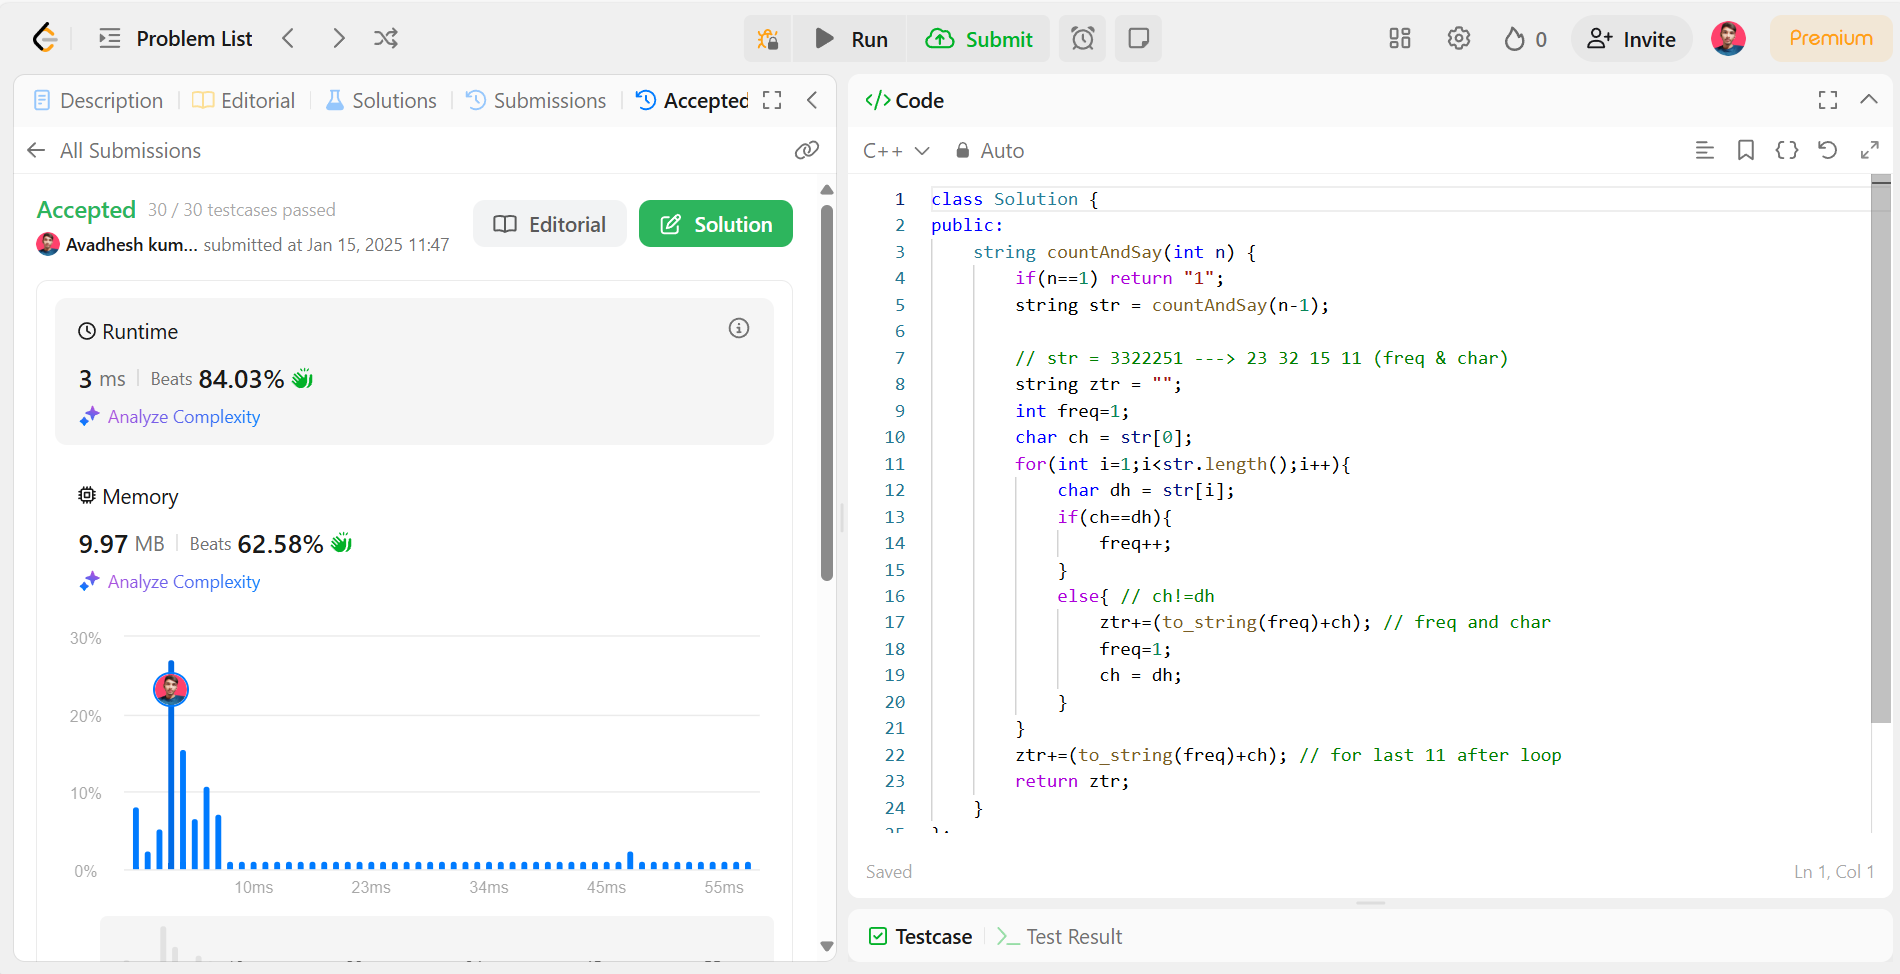 Problem List
Run
Submit
0
Invite
Premium
Description
Editorial
Solutions
Submissions
Accepted
All Submissions
Accepted 30 / 30 testcases passed
Avadhesh kum... submitted at Jan 15, 2025 11:47
Editorial
Solution
Runtime
3 ms Beats 84.03%
Analyze Complexity
Memory
9.97 MB Beats 62.58%
Analyze Complexity
30%
20%
10%
0%
10ms 23ms 34ms 45ms 55ms
</> Code
C++ Auto
1 class Solution {
2 public:
3 string countAndSay(int n) {
4 if(n==1) return "1";
5 string str = countAndSay(n-1);
6
7 // str = 3322251 ---> 23 32 15 11 (freq & char)
8 string ztr = "";
9 int freq=1;
10 char ch = str[0];
11 for(int i=1;i<str.length();i++){
12 char dh = str[i];
13 if(ch==dh){
14 freq++;
15 }
16 else{ // ch!=dh
17 ztr+=(to_string(freq)+ch); // freq and char
18 freq=1;
19 ch = dh;
20 }
21 }
22 ztr+=(to_string(freq)+ch); // for last 11 after loop
23 return ztr;
24 }
25 };
Saved
Ln 1, Col 1
Testcase
Test Result